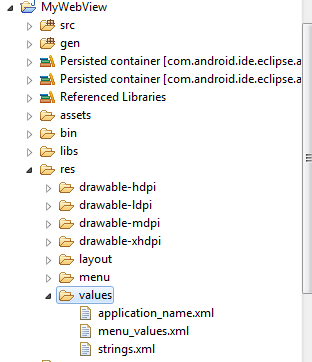 MyWebView
src
gen
Persisted container [com.android.ide.eclipse.a
Persisted container [com.android.ide.eclipse.a
Referenced Libraries
assets
bin
libs
res
drawable-hdpi
drawable-ldpi
drawable-mdpi
drawable-xhdpi
layout
menu
values
application_name.xml
menu_values.xml
strings.xml